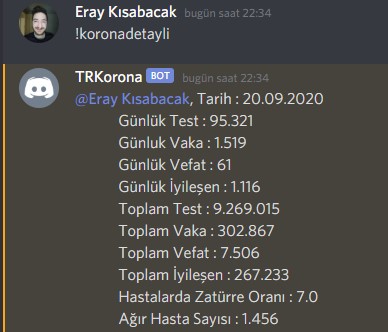 Eray Kısabacak bugün saat 22:34
!koronadetayli
TRKorona BOT bugün saat 22:34
@Eray Kısabacak, Tarih : 20.09.2020
Günlük Test : 95.321
Günluk Vaka : 1.519
Günlük Vefat : 61
Günlük İyileşen : 1.116
Toplam Test : 9.269.015
Toplam Vaka : 302.867
Toplam Vefat : 7.506
Toplam İyileşen : 267.233
Hastalarda Zatürre Oranı : 7.0
Ağır Hasta Sayısı : 1.456